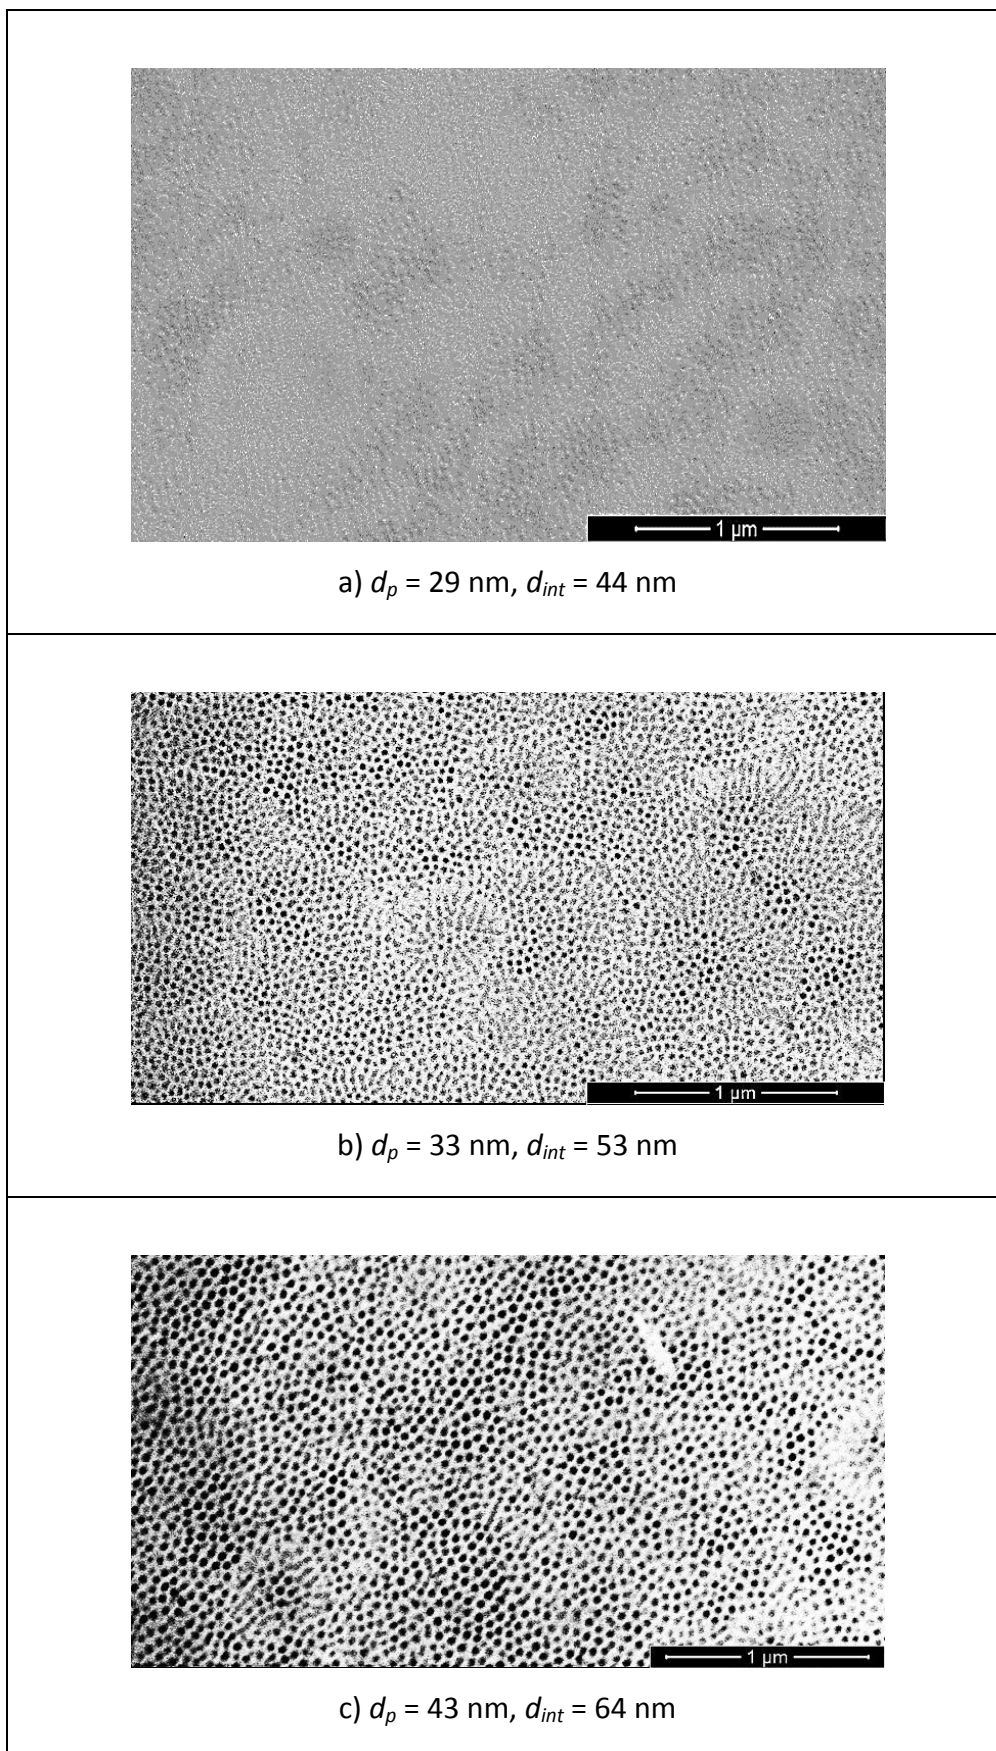 1 µm
a) dp = 29 nm, dint = 44 nm
1 µm
b) dp = 33 nm, dint = 53 nm
1 µm
c) dp = 43 nm, dint = 64 nm